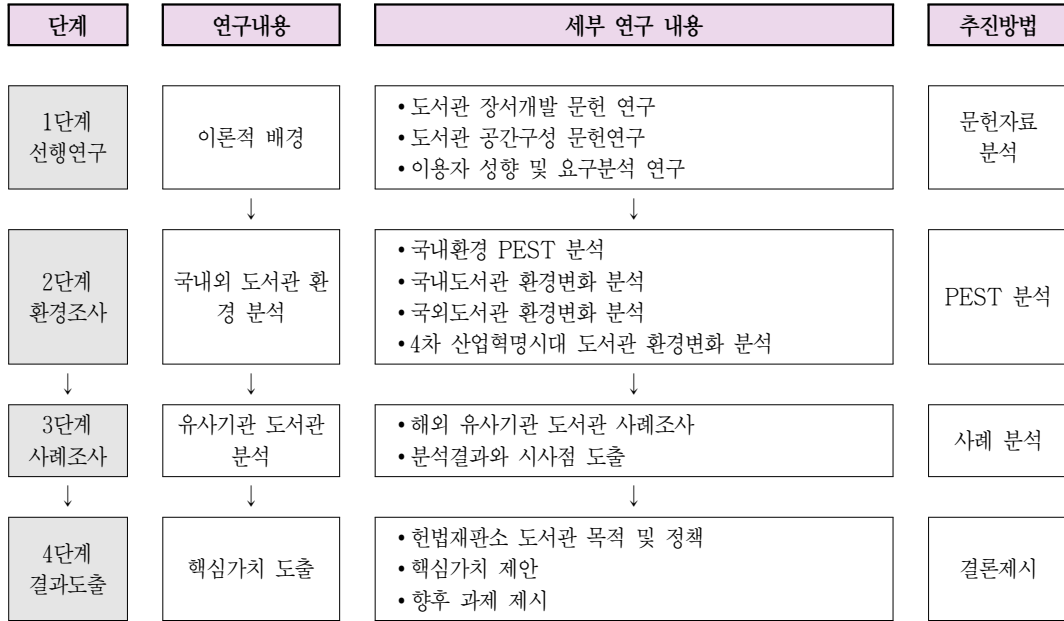 단계 연구내용 세부 연구 내용 추진방법
1단계
선행연구
이론적 배경
•도서관 장서개발 문헌 연구
•도서관 공간구성 문헌연구
•이용자 성향 및 요구분석 연구
문헌자료
분석
↓ ↓
2단계
환경조사
국내외 도서관 환
경 분석
•국내환경 PEST 분석
•국내도서관 환경변화 분석
•국외도서관 환경변화 분석
•4차 산업혁명시대 도서관 환경변화 분석
PEST 분석
↓ ↓ ↓
3단계
사례조사
유사기관 도서관
분석
•해외 유사기관 도서관 사례조사
•분석결과와 시사점 도출
사례 분석
↓ ↓ ↓
4단계
결과도출
핵심가치 도출
•헌법재판소 도서관 목적 및 정책
•핵심가치 제안
•향후 과제 제시
결론제시